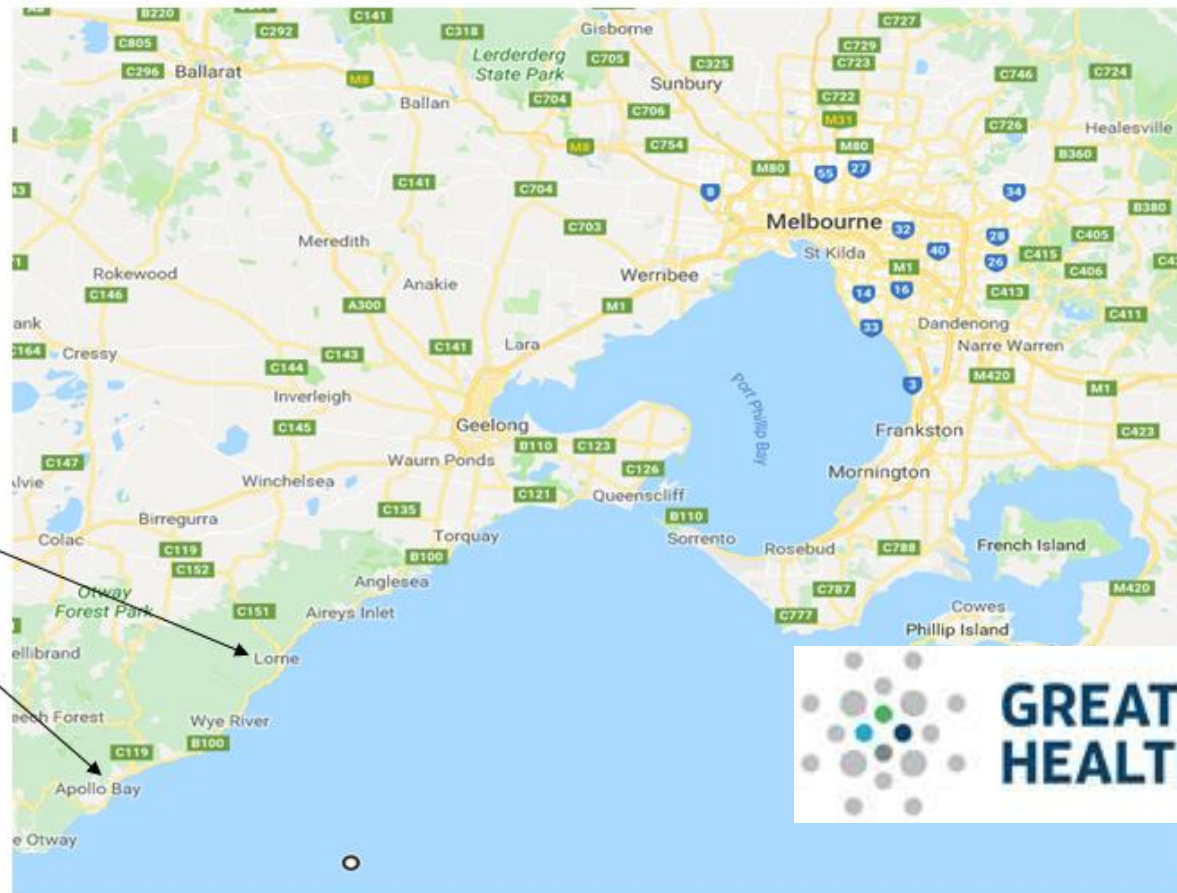 B220
C292
C141
C318
Gisborne
C727
C805
Lerderderg
State Park
C705
C325
C729
C723
C296
Ballarat
M8
Sunbury
C746
C724
Ballan
C704
C706
C722
M31
C726
Healesville
M8
C754
M80
B360
M80
55
27
C141
C704
8
34
B380
C703
Melbourne
32
28
C405
Meredith
St Kilda
40
26
C415
Rokewood
Anakie
Werribee
M1
C406
C146
A300
M1
14
16
C413
C411
33
Dandenong
C164
Cressy
C143
C141
Lara
Narre Warren
C144
M420
M1
Inverleigh
Port Phillip Bay
3
C145
Geelong
Frankston
C423
B110
C123
C147
Waurn Ponds
C126
Mornington
Winchelsea
C121
Queenscliff
Birregurra
C135
B110
Colac
Torquay
Sorrento
Rosebud
C788
French Island
C119
B100
C152
Anglesea
C787
M420
Otway
Forest Park
C151
Aireys Inlet
C777
Cowes
Phillip Island
Lorne
Wye River
B100
C119
Apollo Bay
Otway
GREAT
HEALT